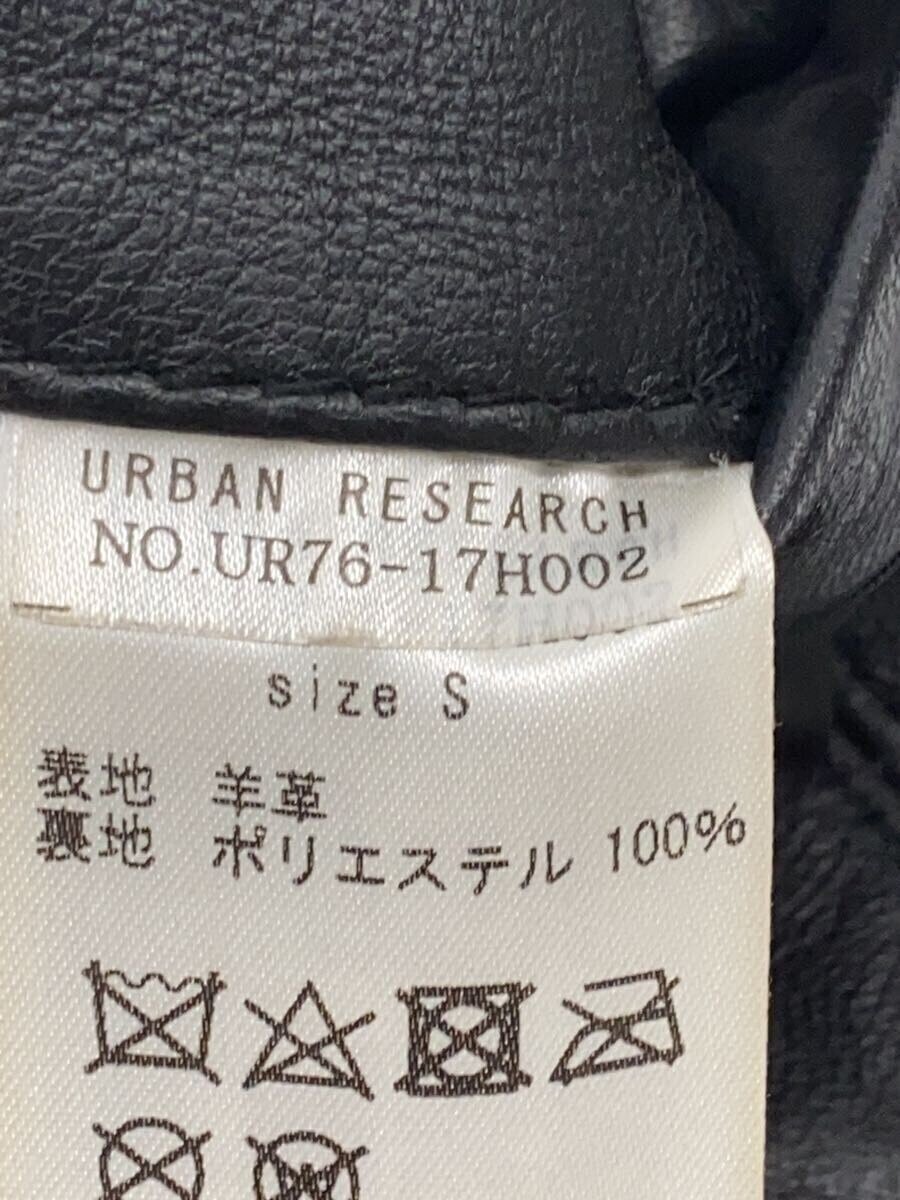 URBAN RESEARCH
NO.UR76-17H002
size S
表地 羊革
裏地 ポリエステル 100%